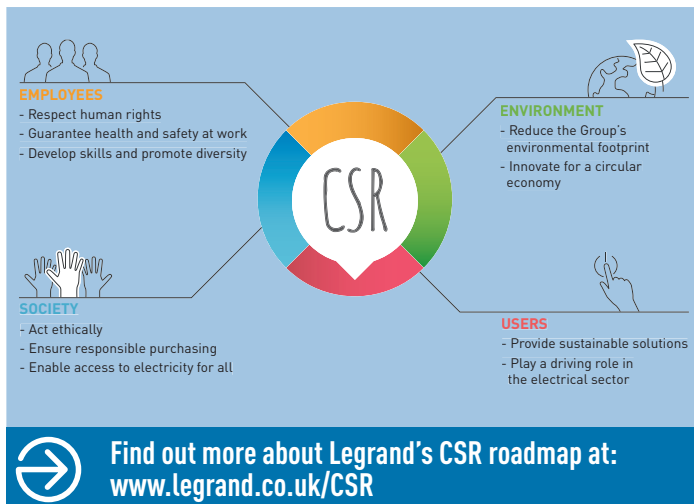 EMPLOYEES
- Respect human rights
- Guarantee health and safety at work
- Develop skills and promote diversity
ENVIRONMENT
- Reduce the Group's
environmental footprint
- Innovate for a circular
economy
CSR
SOCIETY
- Act ethically
- Ensure responsible purchasing
- Enable access to electricity for all
USERS
- Provide sustainable solutions
- Play a driving role in
the electrical sector
Find out more about Legrand's CSR roadmap at:
www.legrand.co.uk/CSR